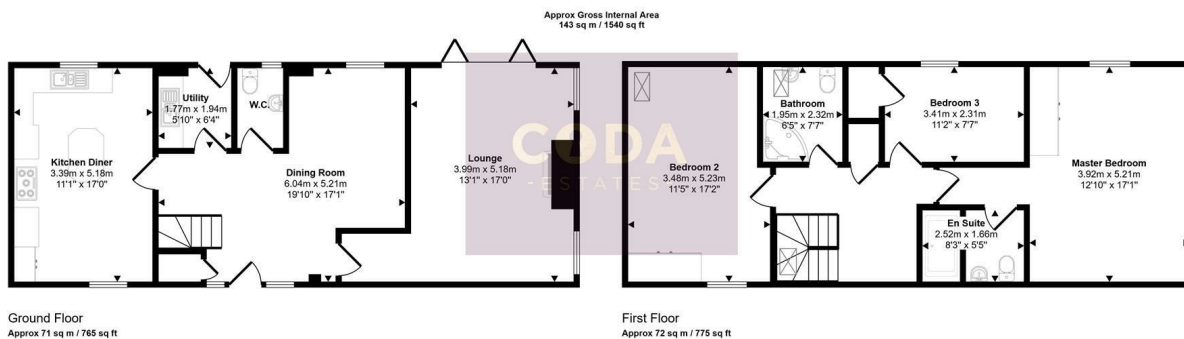 Approx Gross Internal Area
143 sq m / 1540 sq ft
Utility
1.77m x 1.94m
5'10" x 6'4"
W.C.
Kitchen Diner
3.39m x 5.18m
11'1" x 17'0"
Dining Room
6.04m x 5.21m
19'10" x 17'1"
Lounge
3.99m x 5.18m
13'1" x 17'0"
CODA
- ESTATES -
Bedroom 2
3.48m x 5.23m
11'5" x 17'2"
Bathroom
1.95m x 2.32m
6'5" x 7'7"
Bedroom 3
3.41m x 2.31m
11'2" x 7'7"
Master Bedroom
3.92m x 5.21m
12'10" x 17'1"
En Suite
2.52m x 1.66m
8'3" x 5'5"
Ground Floor
Approx 71 sq m / 765 sq ft
First Floor
Approx 72 sq m / 775 sq ft